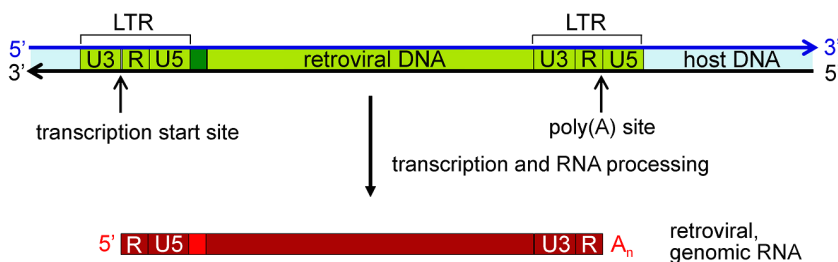 LTR LTR
5’ 3’
U3 R U5 retroviral DNA U3 R U5 host DNA
3’ 5
transcription start site poly(A) site
transcription and RNA processing
5’ R U5 U3 R An retroviral,
genomic RNA